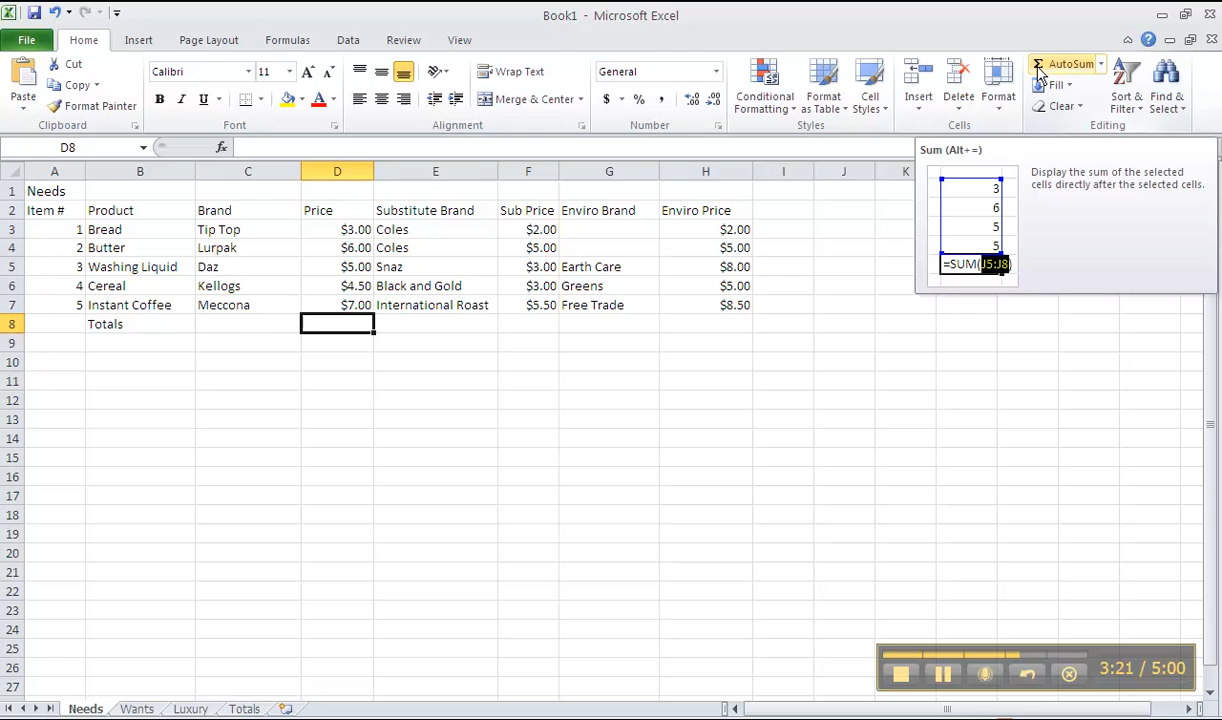 Book1 - Microsoft Excel
File Home Insert Page Layout Formulas Data Review View
Paste
Cut
Copy
Format Painter
Clipboard
Calibri 11
B I U
Font
Wrap Text
Merge & Center
Alignment
General
$ % ,
Number
Conditional Formatting
Format as Table
Cell Styles
Styles
Insert Delete Format
Cells
Σ AutoSum
Fill
Clear
Sort & Filter
Find & Select
Editing
D8 fx
Sum (Alt+=)
Display the sum of the selected
cells directly after the selected cells.
3
6
5
5
=SUM(J5:J8)
A B C D E F G H I J K
1 Needs
2 Item # Product Brand Price Substitute Brand Sub Price Enviro Brand Enviro Price
3 1 Bread Tip Top $3.00 Coles $2.00 $2.00
4 2 Butter Lurpak $6.00 Coles $5.00 $5.00
5 3 Washing Liquid Daz $5.00 Snaz $3.00 Earth Care $8.00
6 4 Cereal Kellogs $4.50 Black and Gold $3.00 Greens $5.00
7 5 Instant Coffee Meccona $7.00 International Roast $5.50 Free Trade $8.50
8 Totals
9
10
11
12
13
14
15
16
17
18
19
20
21
22
23
24
25
26
27
3:21 / 5:00
Needs Wants Luxury Totals